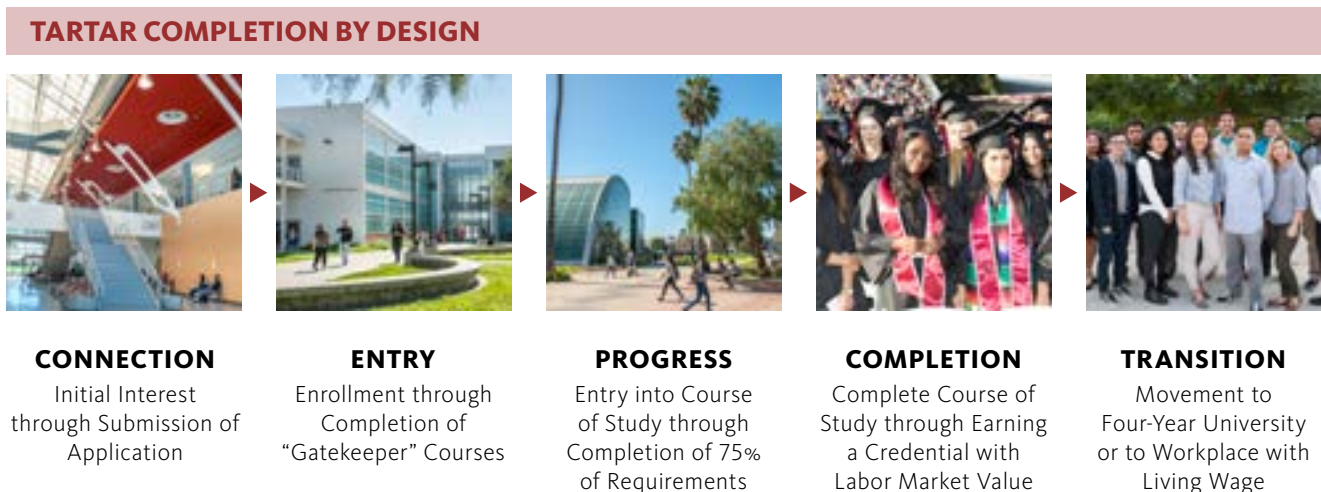 TARTAR COMPLETION BY DESIGN
CONNECTION
Initial Interest
through Submission of
Application
ENTRY
Enrollment through
Completion of
“Gatekeeper” Courses
PROGRESS
Entry into Course
of Study through
Completion of 75%
of Requirements
COMPLETION
Complete Course of
Study through Earning
a Credential with
Labor Market Value
TRANSITION
Movement to
Four-Year University
or to Workplace with
Living Wage